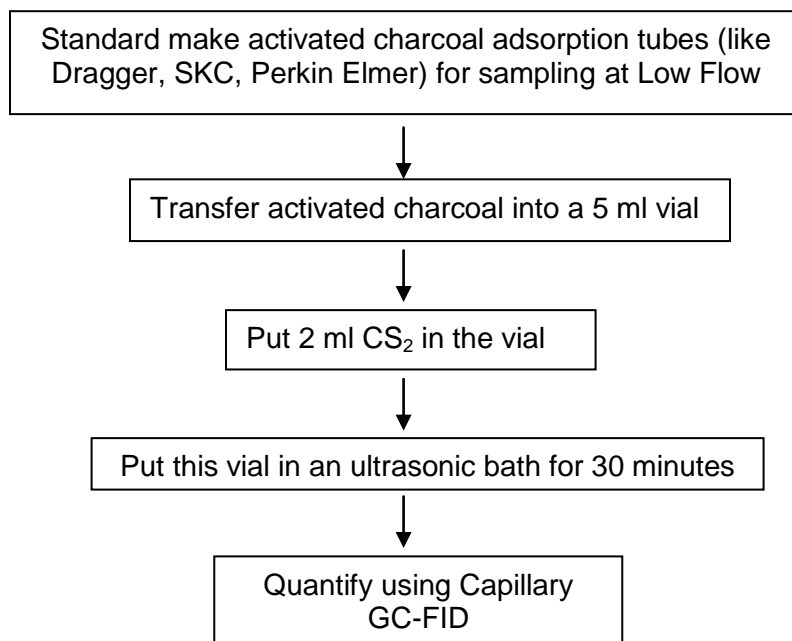 Standard make activated charcoal adsorption tubes (like
Dragger, SKC, Perkin Elmer) for sampling at Low Flow
Transfer activated charcoal into a 5 ml vial
Put 2 ml CS₂ in the vial
Put this vial in an ultrasonic bath for 30 minutes
Quantify using Capillary
GC-FID